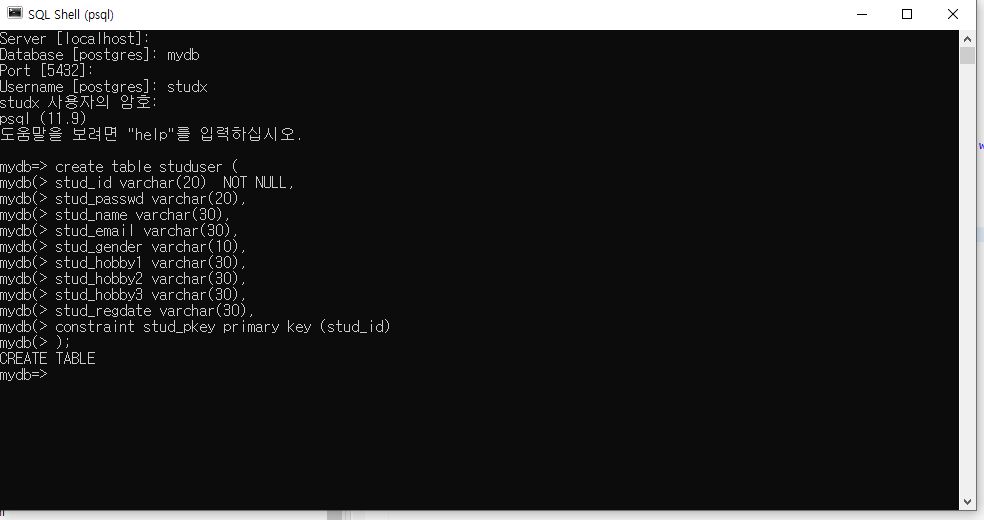 SQL Shell (psql)
Server [localhost]:
Database [postgres]: mydb
Port [5432]:
Username [postgres]: studx
studx 사용자의 암호:
psql (11.9)
도움말을 보려면 "help"를 입력하십시오.
mydb=> create table studuser (
mydb(> stud_id varchar(20)  NOT NULL,
mydb(> stud_passwd varchar(20),
mydb(> stud_name varchar(30),
mydb(> stud_email varchar(30),
mydb(> stud_gender varchar(10),
mydb(> stud_hobby1 varchar(30),
mydb(> stud_hobby2 varchar(30),
mydb(> stud_hobby3 varchar(30),
mydb(> stud_regdate varchar(30),
mydb(> constraint stud_pkey primary key (stud_id)
mydb(> );
CREATE TABLE
mydb=>